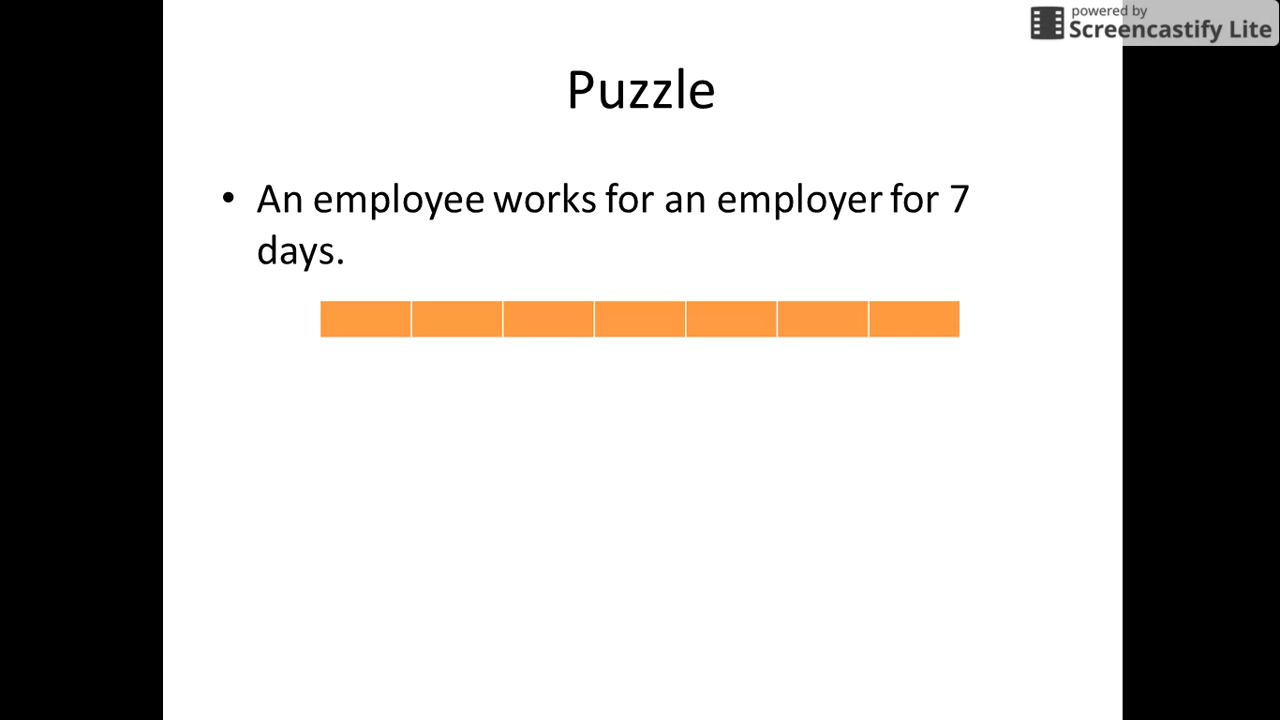 powered by
Screencastify Lite
Puzzle
• An employee works for an employer for 7
days.